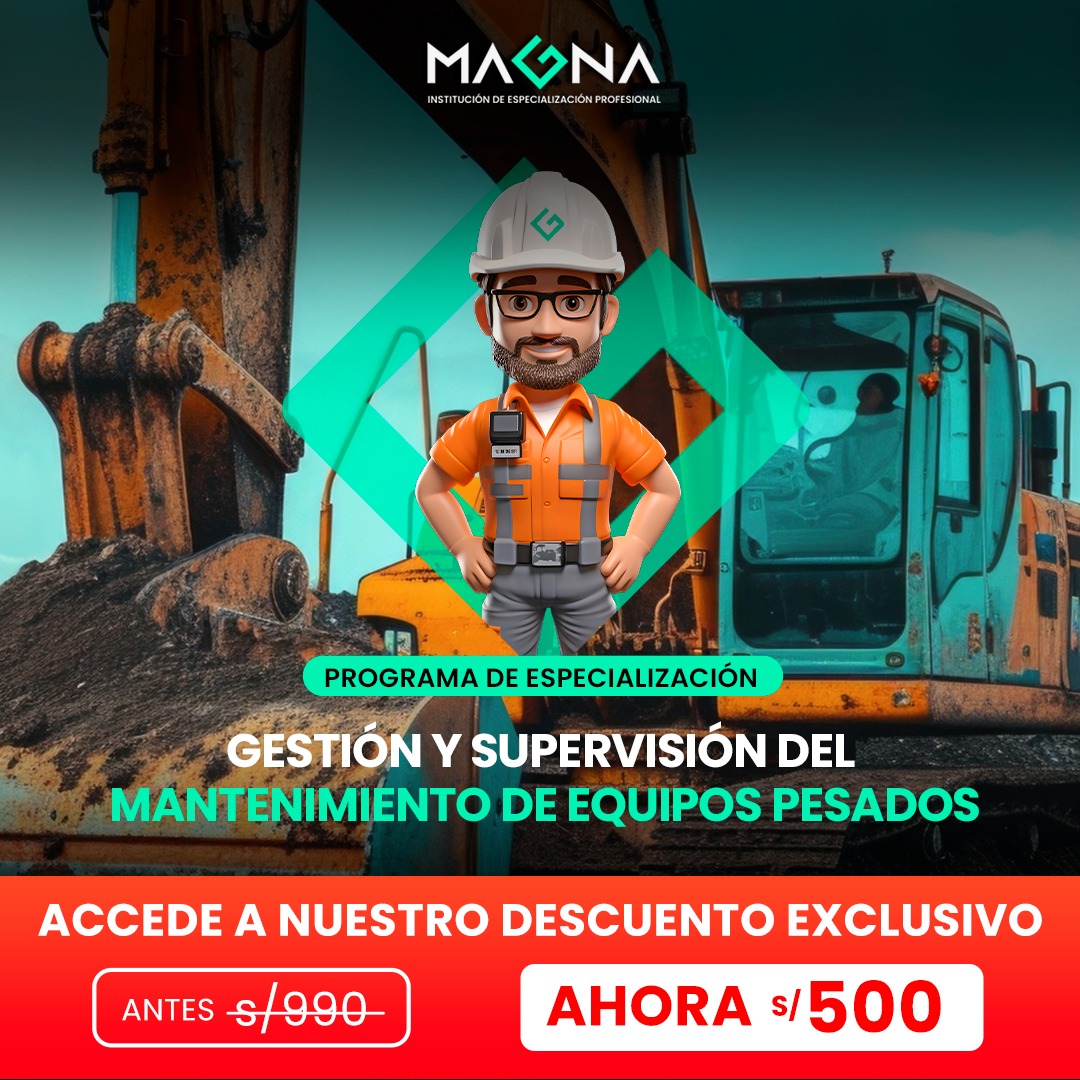 MAGNA
INSTITUCIÓN DE ESPECIALIZACIÓN PROFESIONAL
PROGRAMA DE ESPECIALIZACIÓN
GESTIÓN Y SUPERVISIÓN DEL
MANTENIMIENTO DE EQUIPOS PESADOS
ACCEDE A NUESTRO DESCUENTO EXCLUSIVO
ANTES s/990
AHORA s/500